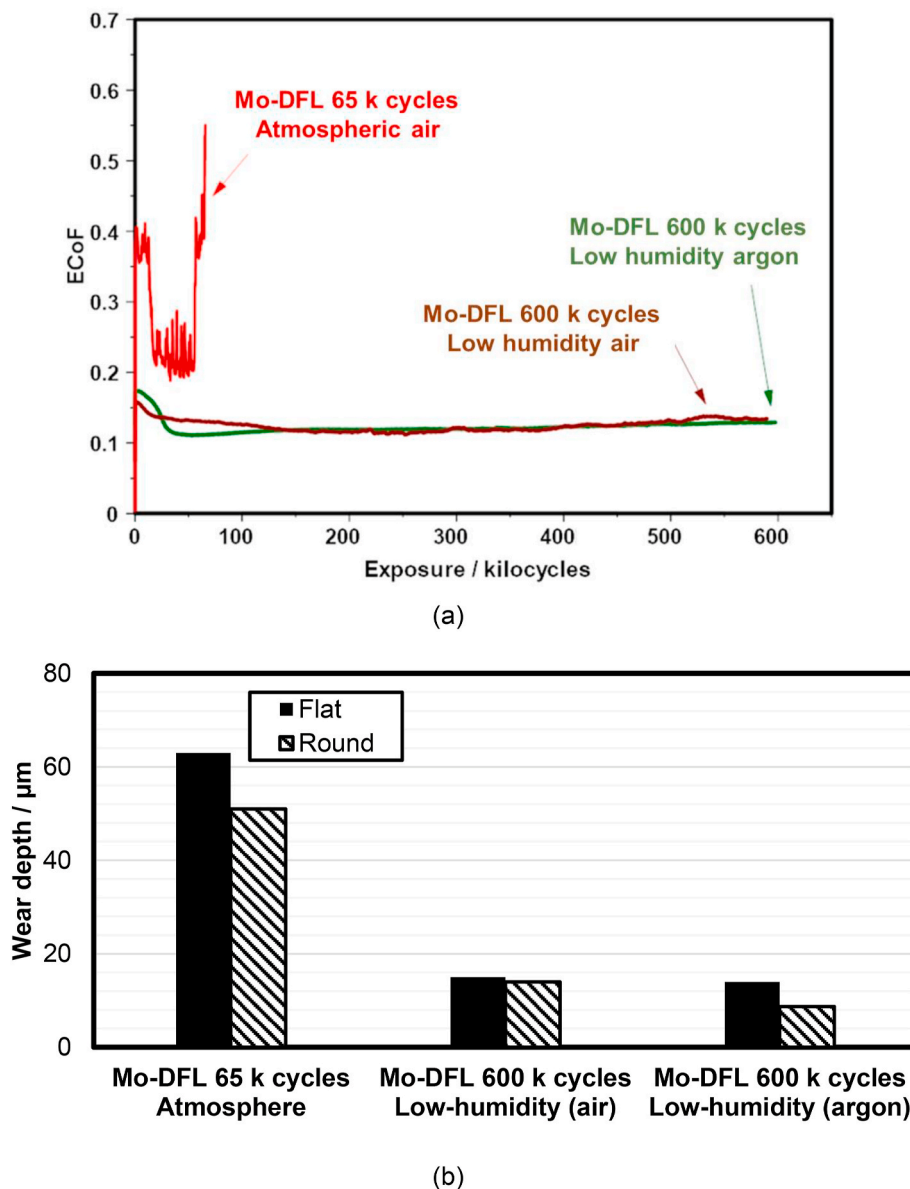 0.7
0.6
Mo-DFL 65 k cycles
Atmospheric air
0.5
ECoF
0.4
Mo-DFL 600 k cycles
Low humidity argon
0.3
Mo-DFL 600 k cycles
Low humidity air
0.2
0.1
0
0 100 200 300 400 500 600
Exposure / kilocycles
(a)
80
Flat
Round
60
Wear depth / µm
40
20
0
Mo-DFL 65 k cycles
Atmosphere
Mo-DFL 600 k cycles
Low-humidity (air)
Mo-DFL 600 k cycles
Low-humidity (argon)
(b)